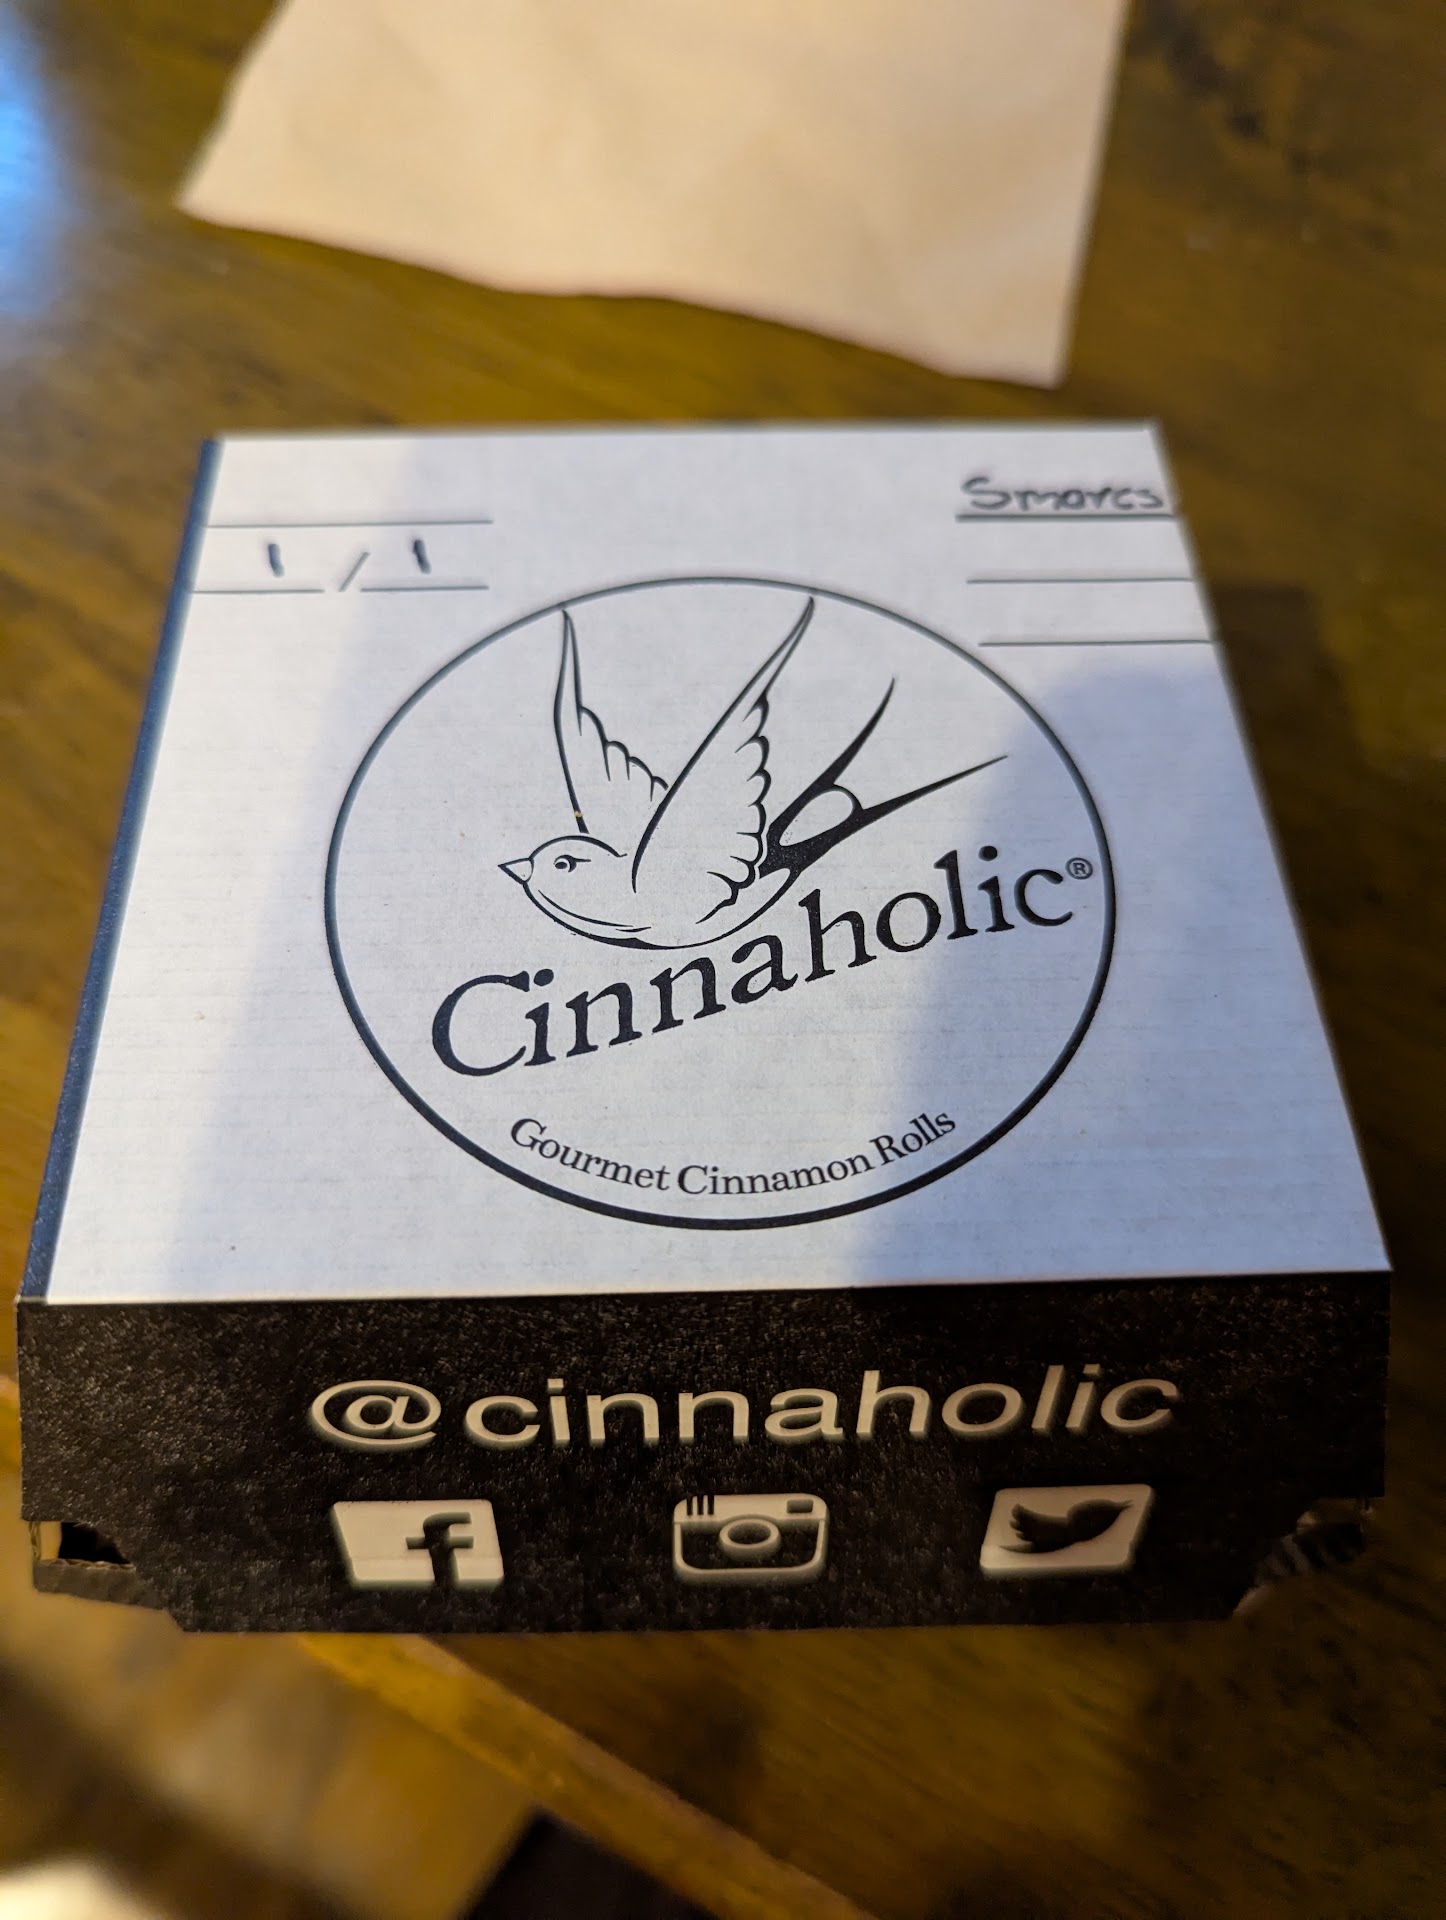 Smores
1 / 1
Cinnaholic®
Gourmet Cinnamon Rolls
@cinnaholic